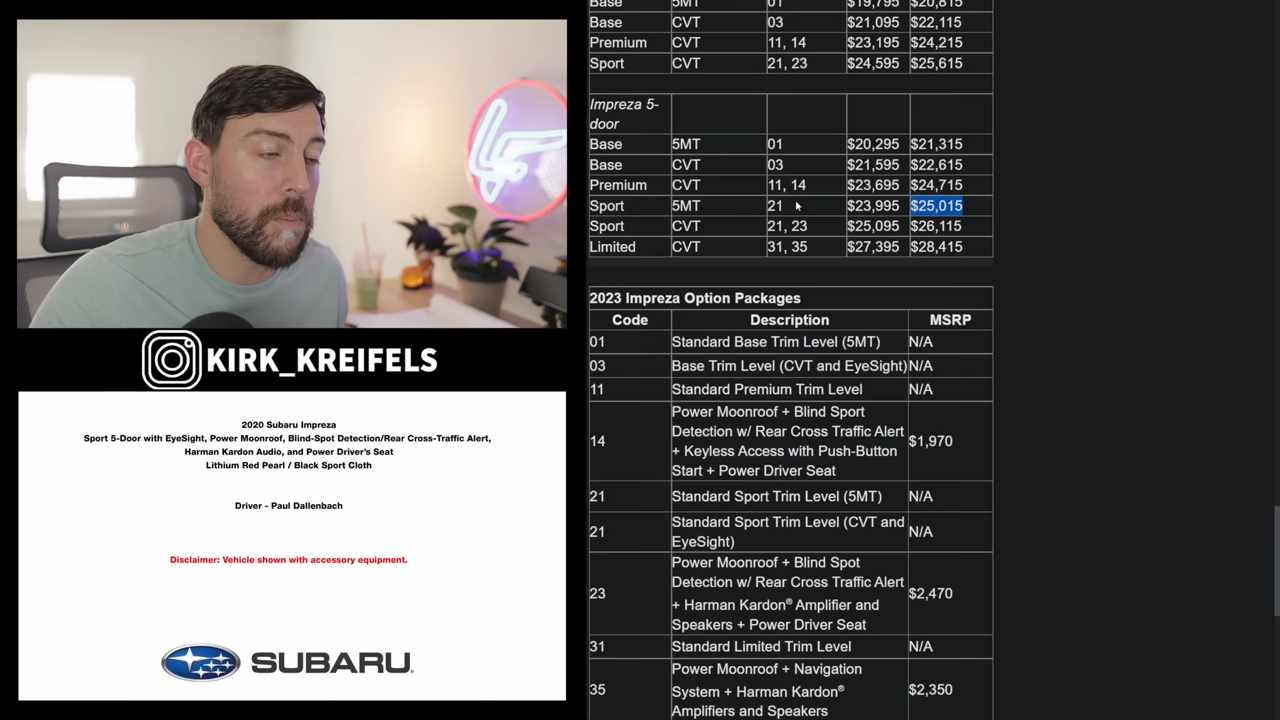 KIRK_KREIFELS
2020 Subaru Impreza
Sport 5-Door with EyeSight, Power Moonroof, Blind-Spot Detection/Rear Cross-Traffic Alert,
Harman Kardon Audio, and Power Driver's Seat
Lithium Red Pearl / Black Sport Cloth
Driver - Paul Dallenbach
Disclaimer: Vehicle shown with accessory equipment.
SUBARU
Base 5MT 01 $19,795 $20,815
Base CVT 03 $21,095 $22,115
Premium CVT 11, 14 $23,195 $24,215
Sport CVT 21, 23 $24,595 $25,615
Impreza 5-
door
Base 5MT 01 $20,295 $21,315
Base CVT 03 $21,595 $22,615
Premium CVT 11, 14 $23,695 $24,715
Sport 5MT 21 $23,995 $25,015
Sport CVT 21, 23 $25,095 $26,115
Limited CVT 31, 35 $27,395 $28,415
2023 Impreza Option Packages
Code Description MSRP
01 Standard Base Trim Level (5MT) N/A
03 Base Trim Level (CVT and EyeSight) N/A
11 Standard Premium Trim Level N/A
Power Moonroof + Blind Sport
Detection w/ Rear Cross Traffic Alert
14 + Keyless Access with Push-Button $1,970
Start + Power Driver Seat
21 Standard Sport Trim Level (5MT) N/A
21 Standard Sport Trim Level (CVT and N/A
EyeSight)
Power Moonroof + Blind Spot
Detection w/ Rear Cross Traffic Alert
23 + Harman Kardon® Amplifier and $2,470
Speakers + Power Driver Seat
31 Standard Limited Trim Level N/A
Power Moonroof + Navigation
35 System + Harman Kardon® $2,350
Amplifiers and Speakers